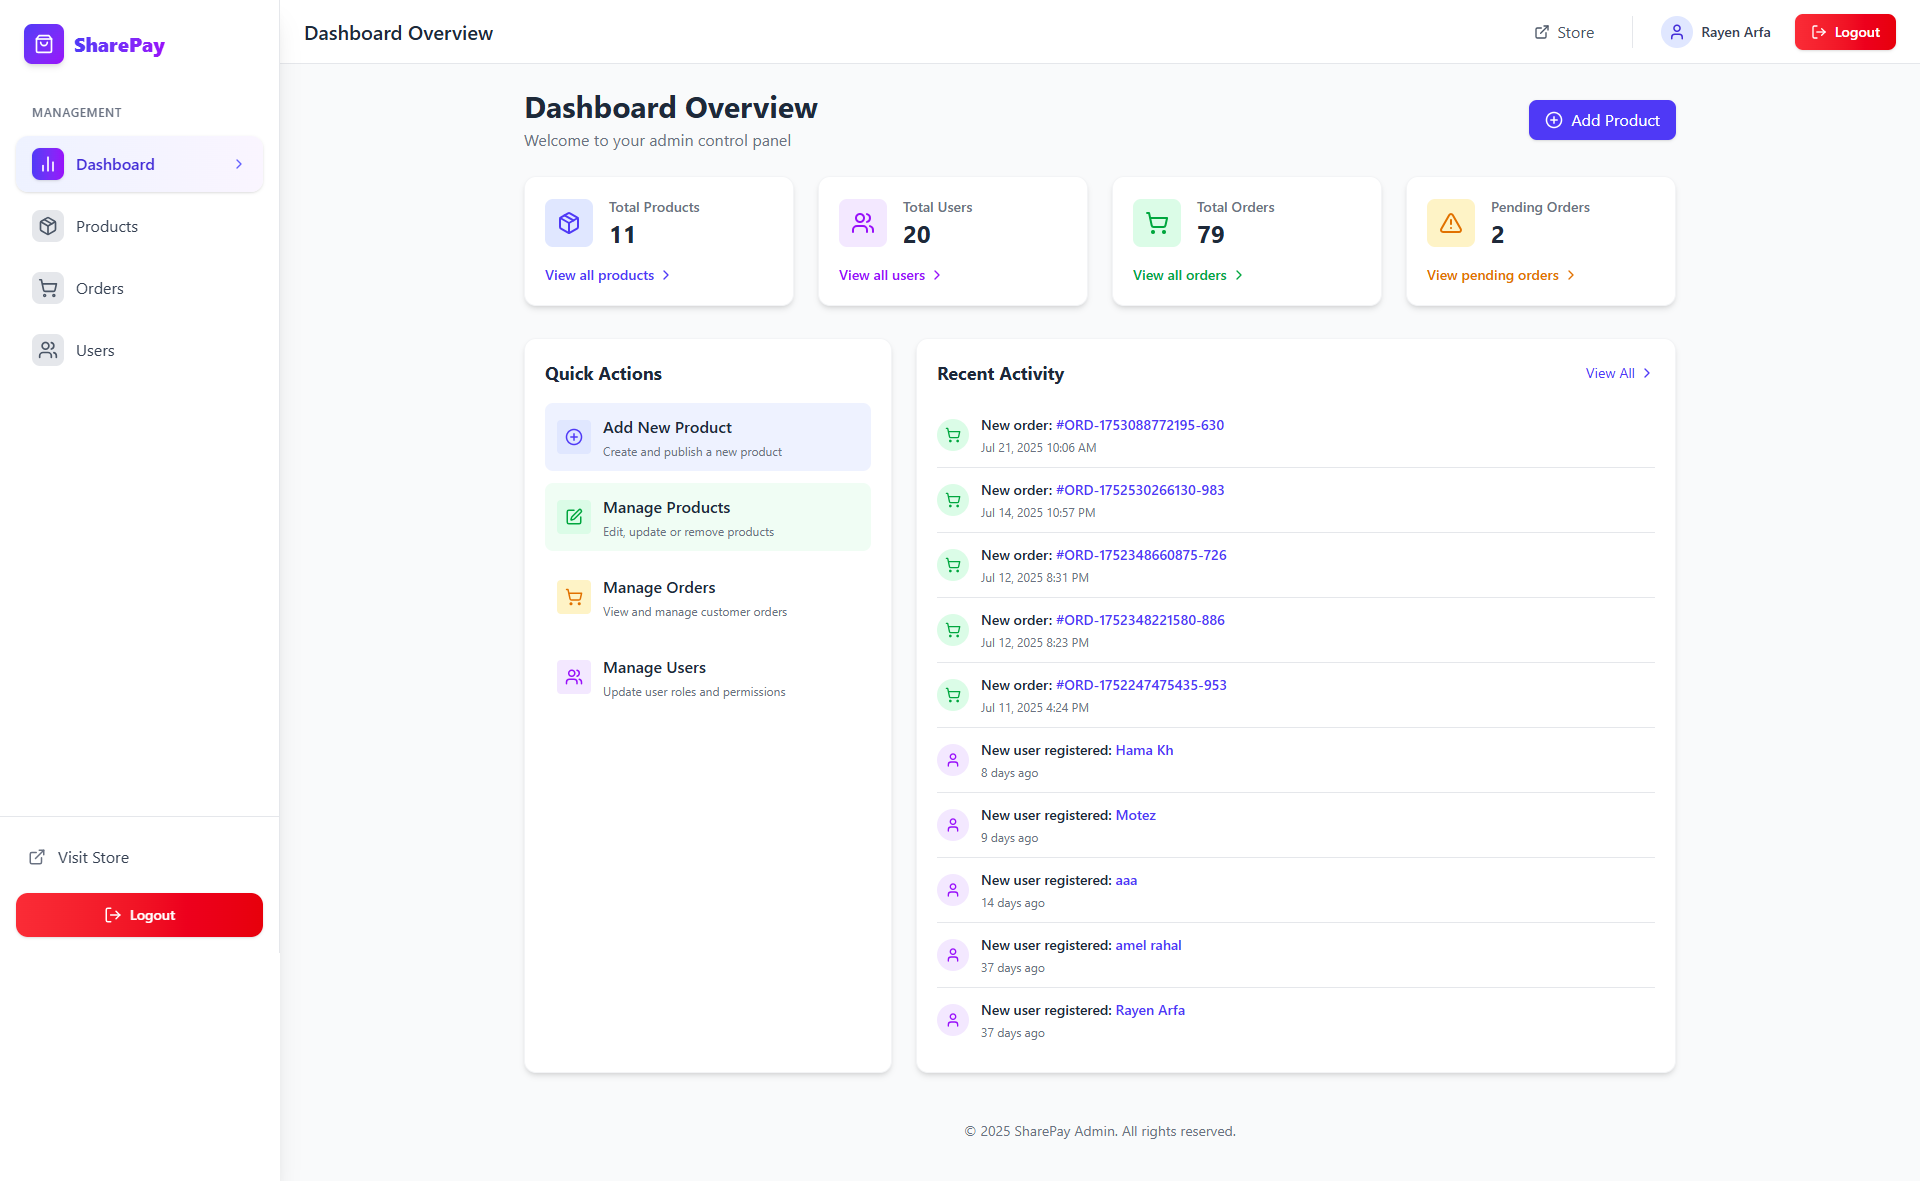 SharePay
MANAGEMENT
Dashboard
Products
Orders
Users
Visit Store
Logout
Dashboard Overview
Store
Rayen Arfa
Logout
Dashboard Overview
Welcome to your admin control panel
Add Product
Total Products
11
View all products
Total Users
20
View all users
Total Orders
79
View all orders
Pending Orders
2
View pending orders
Quick Actions
Add New Product
Create and publish a new product
Manage Products
Edit, update or remove products
Manage Orders
View and manage customer orders
Manage Users
Update user roles and permissions
Recent Activity
View All
New order: #ORD-1753088772195-630
Jul 21, 2025 10:06 AM
New order: #ORD-1752530266130-983
Jul 14, 2025 10:57 PM
New order: #ORD-1752348660875-726
Jul 12, 2025 8:31 PM
New order: #ORD-1752348221580-886
Jul 12, 2025 8:23 PM
New order: #ORD-1752247475435-953
Jul 11, 2025 4:24 PM
New user registered: Hama Kh
8 days ago
New user registered: Motez
9 days ago
New user registered: aaa
14 days ago
New user registered: amel rahal
37 days ago
New user registered: Rayen Arfa
37 days ago
© 2025 SharePay Admin. All rights reserved.